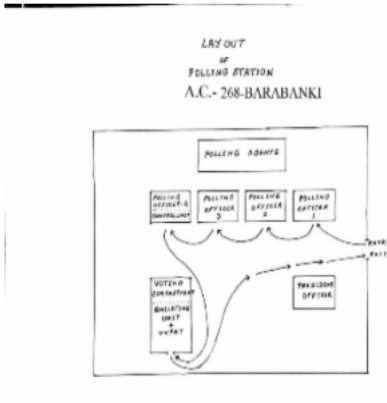 LAY OUT
OF
POLLING STATION
A.C.- 268-BARABANKI
POLLING AGENTS
POLLING
OFFICER-4
CONTROL UNIT
POLLING
OFFICER
3
POLLING
OFFICER
2
POLLING
OFFICER
1
ENTRY
EXIT
VOTING
COMPARTMENT
BALLOTING
UNIT
+
VVPAT
PRESIDING
OFFICER